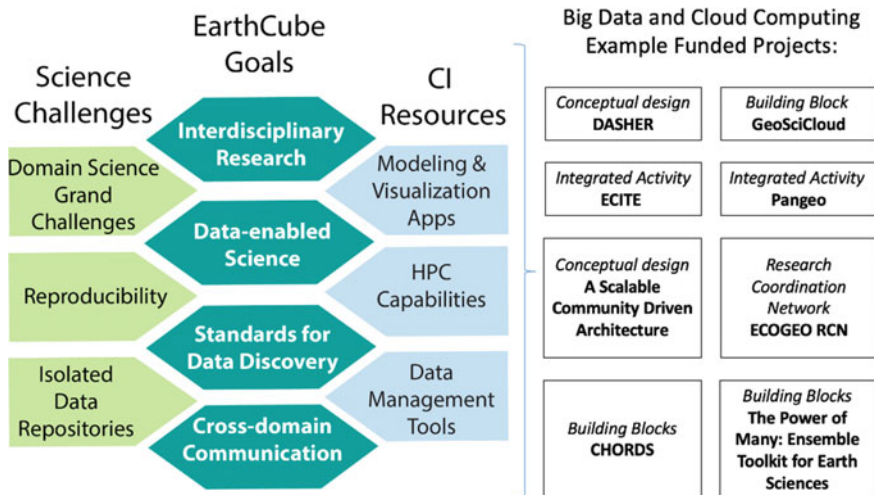 EarthCube
Goals
Science
Challenges
CI
Resources
Interdisciplinary
Research
Domain Science
Grand
Challenges
Modeling &
Visualization
Apps
Data-enabled
Science
Reproducibility
HPC
Capabilities
Standards for
Data Discovery
Isolated
Data
Repositories
Data
Management
Tools
Cross-domain
Communication
Big Data and Cloud Computing
Example Funded Projects:
Conceptual design
DASHER
Building Block
GeoSciCloud
Integrated Activity
ECITE
Integrated Activity
Pangeo
Conceptual design
A Scalable
Community Driven
Architecture
Research
Coordination
Network
ECOGEO RCN
Building Blocks
CHORDS
Building Blocks
The Power of
Many: Ensemble
Toolkit for Earth
Sciences